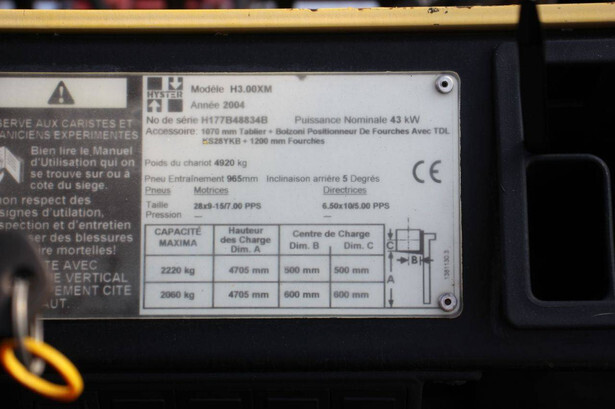 SERVE AUX CARISTES ET
ANICIENS EXPERIMENTES
Bien lire le Manuel
d'Utilisation qui on
se trouve sur ou à
côte du siege.
non respect des
signes d'utilation,
spection et d'entretien
ser des blessures
ire mortelles!
TE AVEC
E VERTICAL
EMENT CITE
AUT.
HYSTER
Modèle H3.00XM
Année 2004
No de série H177B48834B Puissance Nominale 43 kW
Accessoire: 1070 mm Tablier + Bolzoni Positionneur De Fourches Avec TDL
KS28YKB + 1200 mm Fourches
Poids du chariot 4920 kg
Pneu Entraînement 965mm Inclinaison arrière 5 Degrés
Pneus Motrices Directrices
Taille 28x9-15/7.00 PPS 6.50x10/5.00 PPS
Pression --- ---
CE
CAPACITÉ MAXIMA Hauteur des Charge Dim. A Centre de Charge Dim. B Dim. C
2220 kg 4705 mm 500 mm 500 mm
2060 kg 4705 mm 600 mm 600 mm
C
B
A